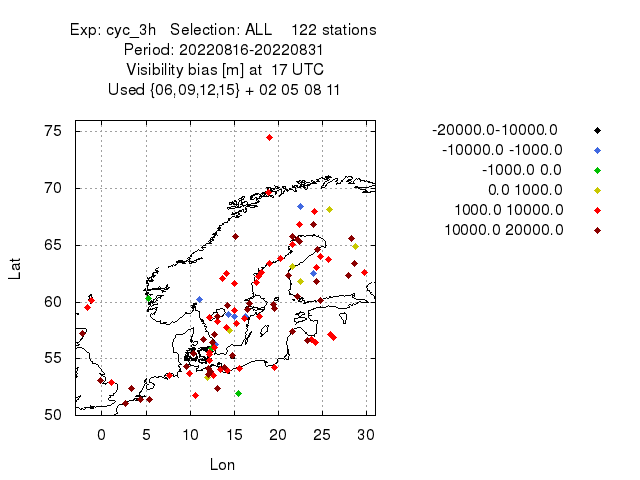 Exp: cyc_3h Selection: ALL 122 stations
Period: 20220816-20220831
Visibility bias [m] at 17 UTC
Used {06,09,12,15} + 02 05 08 11
-20000.0-10000.0
-10000.0 -1000.0
-1000.0 0.0
0.0 1000.0
1000.0 10000.0
10000.0 20000.0
75
70
65
60
55
50
Lat
0 5 10 15 20 25 30
Lon